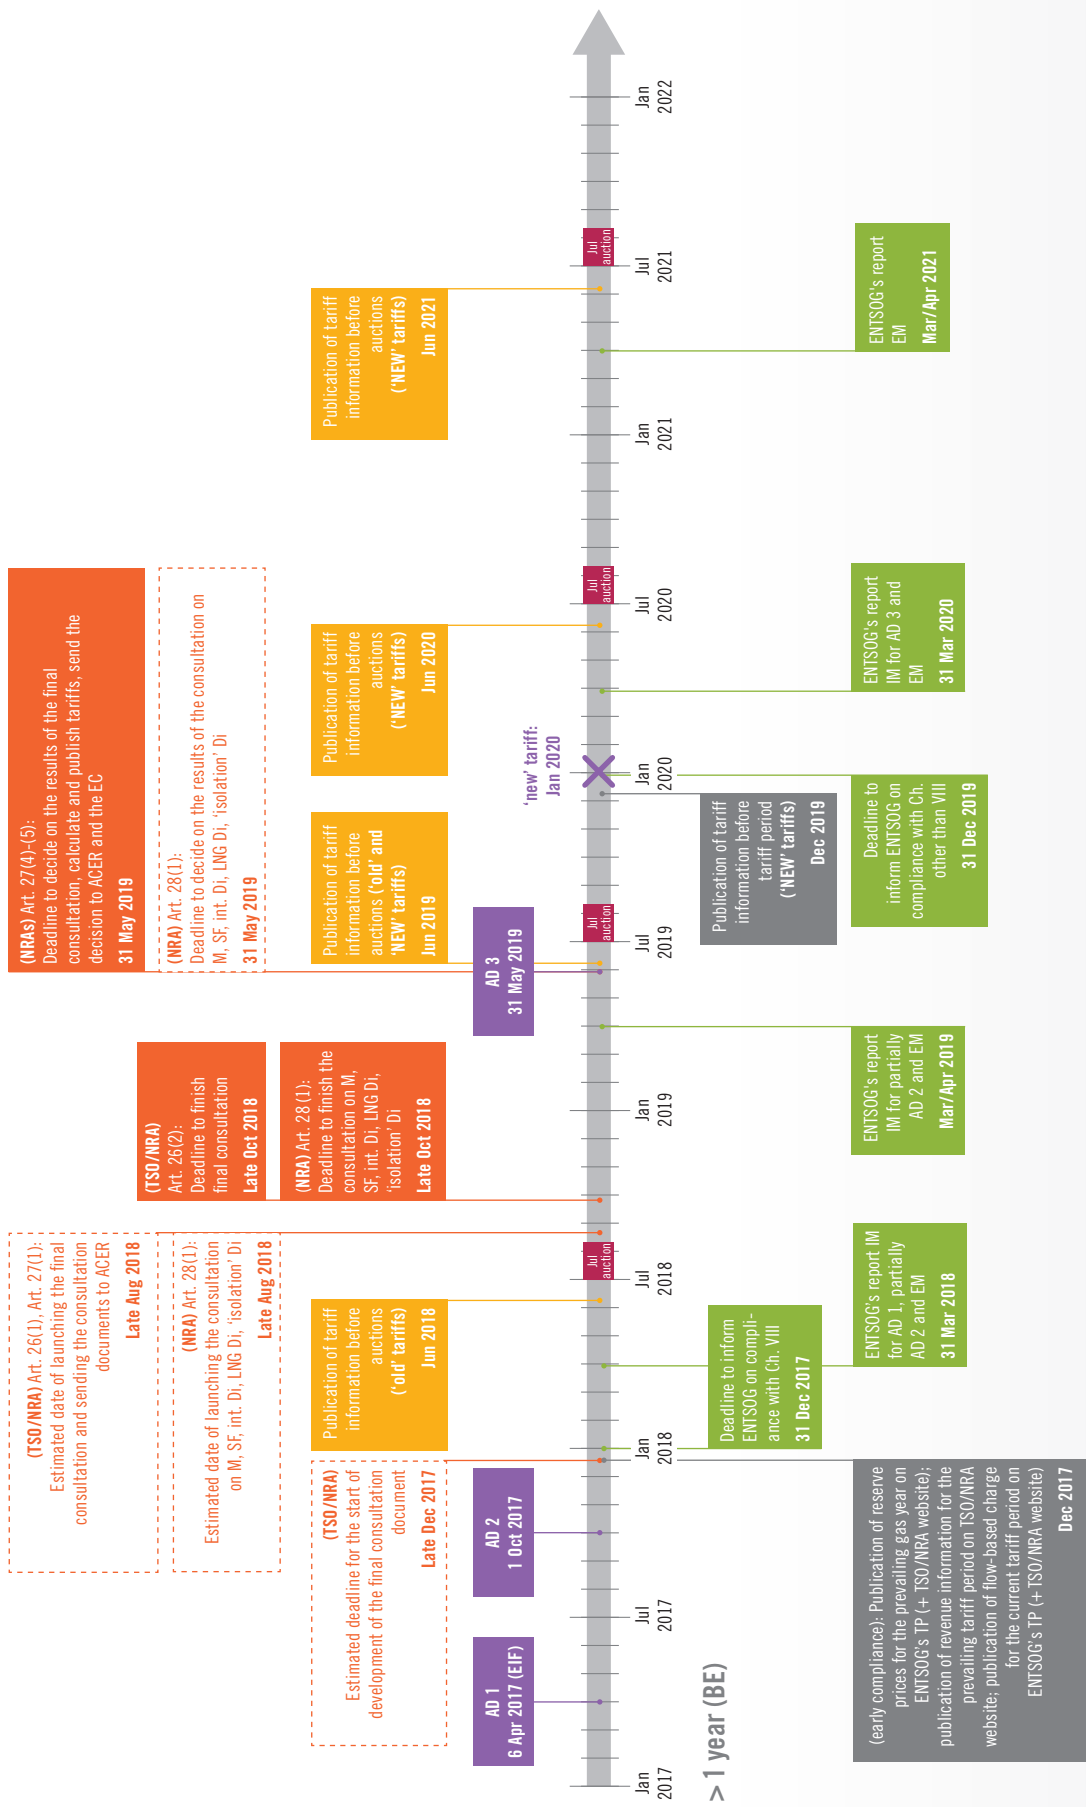 (TSO/NRA) Art. 26(1), Art. 27(1):
Estimated date of launching the final
consultation and sending the consultation
documents to ACER
Late Aug 2018
(NRA) Art. 28(1):
Estimated date of launching the consultation
on M, SF, int. Di, LNG Di, ‘isolation’ Di
Late Aug 2018
(TSO/NRA)
Art. 26(2):
Deadline to finish
final consultation
Late Oct 2018
(NRA) Art. 28 (1):
Deadline to finish the
consultation on M,
SF, int. Di, LNG Di,
‘isolation’ Di
Late Oct 2018
(NRAs) Art. 27(4)-(5):
Deadline to decide on the results of the final
consultation, calculate and publish tariffs, send the
decision to ACER and the EC
31 May 2019
(NRA) Art. 28(1):
Deadline to decide on the results of the consultation on
M, SF, int. Di, LNG Di, ‘isolation’ Di
31 May 2019
(TSO/NRA)
Estimated deadline for the start of
development of the final consultation
document
Late Dec 2017
Publication of tariff
information before
auctions
(‘old’ tariffs)
Jun 2018
Publication of tariff
information before
auctions (‘old’ and
‘NEW’ tariffs)
Jun 2019
Publication of tariff
information before
auctions
(‘NEW’ tariffs)
Jun 2020
Publication of tariff
information before
auctions
(‘NEW’ tariffs)
Jun 2021
AD 1
6 Apr 2017 (EIF)
AD 2
1 Oct 2017
AD 3
31 May 2019
‘new’ tariff:
Jan 2020
Jul
auction
Jul
auction
Jul
auction
Jul
auction
Jan
2017
Jul
2017
Jan
2018
Jul
2018
Jan
2019
Jul
2019
Jan
2020
Jul
2020
Jan
2021
Jul
2021
Jan
2022
> 1 year (BE)
Deadline to inform
ENTSOG on compli-
ance with Ch. VIII
31 Dec 2017
Publication of tariff
information before
tariff period
(‘NEW’ tariffs)
Dec 2019
(early compliance): Publication of reserve
prices for the prevailing gas year on
ENTSOG’s TP (+ TSO/NRA website);
publication of revenue information for the
prevailing tariff period on TSO/NRA
website; publication of flow-based charge
for the current tariff period on
ENTSOG’s TP (+ TSO/NRA website)
Dec 2017
ENTSOG’s report IM
for AD 1, partially
AD 2 and EM
31 Mar 2018
ENTSOG's report
IM for partially
AD 2 and EM
Mar/Apr 2019
Deadline to
inform ENTSOG on
compliance with Ch.
other than VIII
31 Dec 2019
ENTSOG's report
IM for AD 3 and
EM
31 Mar 2020
ENTSOG's report
EM
Mar/Apr 2021